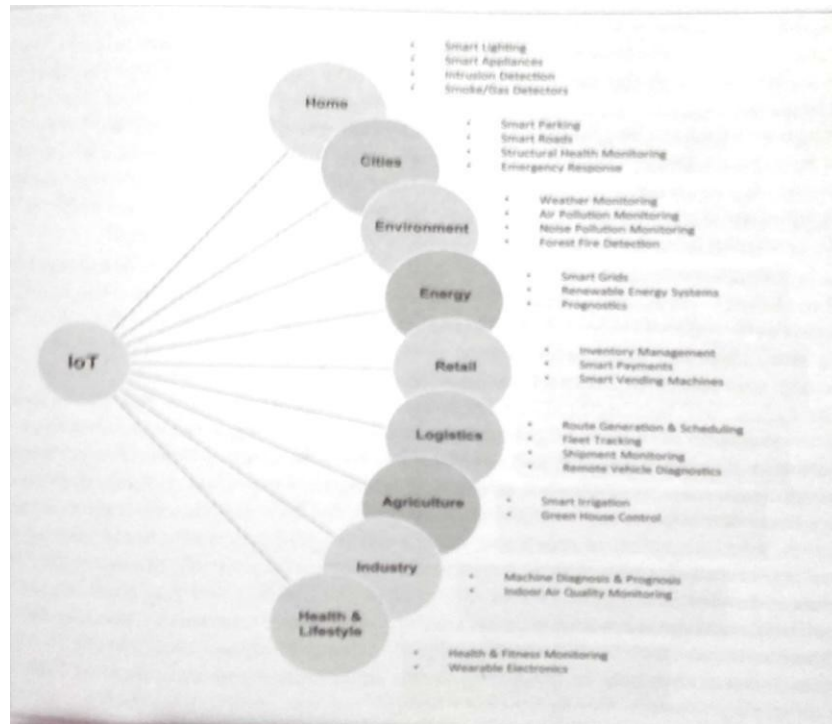 Smart Lighting
Smart Appliances
Intrusion Detection
Smoke/Gas Detectors
Home
Smart Parking
Smart Roads
Structural Health Monitoring
Emergency Response
Cities
Weather Monitoring
Air Pollution Monitoring
Noise Pollution Monitoring
Forest Fire Detection
Environment
Smart Grids
Renewable Energy Systems
Prognostics
Energy
IoT
Inventory Management
Smart Payments
Smart Vending Machines
Retail
Route Generation & Scheduling
Fleet Tracking
Shipment Monitoring
Remote Vehicle Diagnostics
Logistics
Smart Irrigation
Green House Control
Agriculture
Machine Diagnosis & Prognosis
Indoor Air Quality Monitoring
Industry
Health &
Lifestyle
Health & Fitness Monitoring
Wearable Electronics